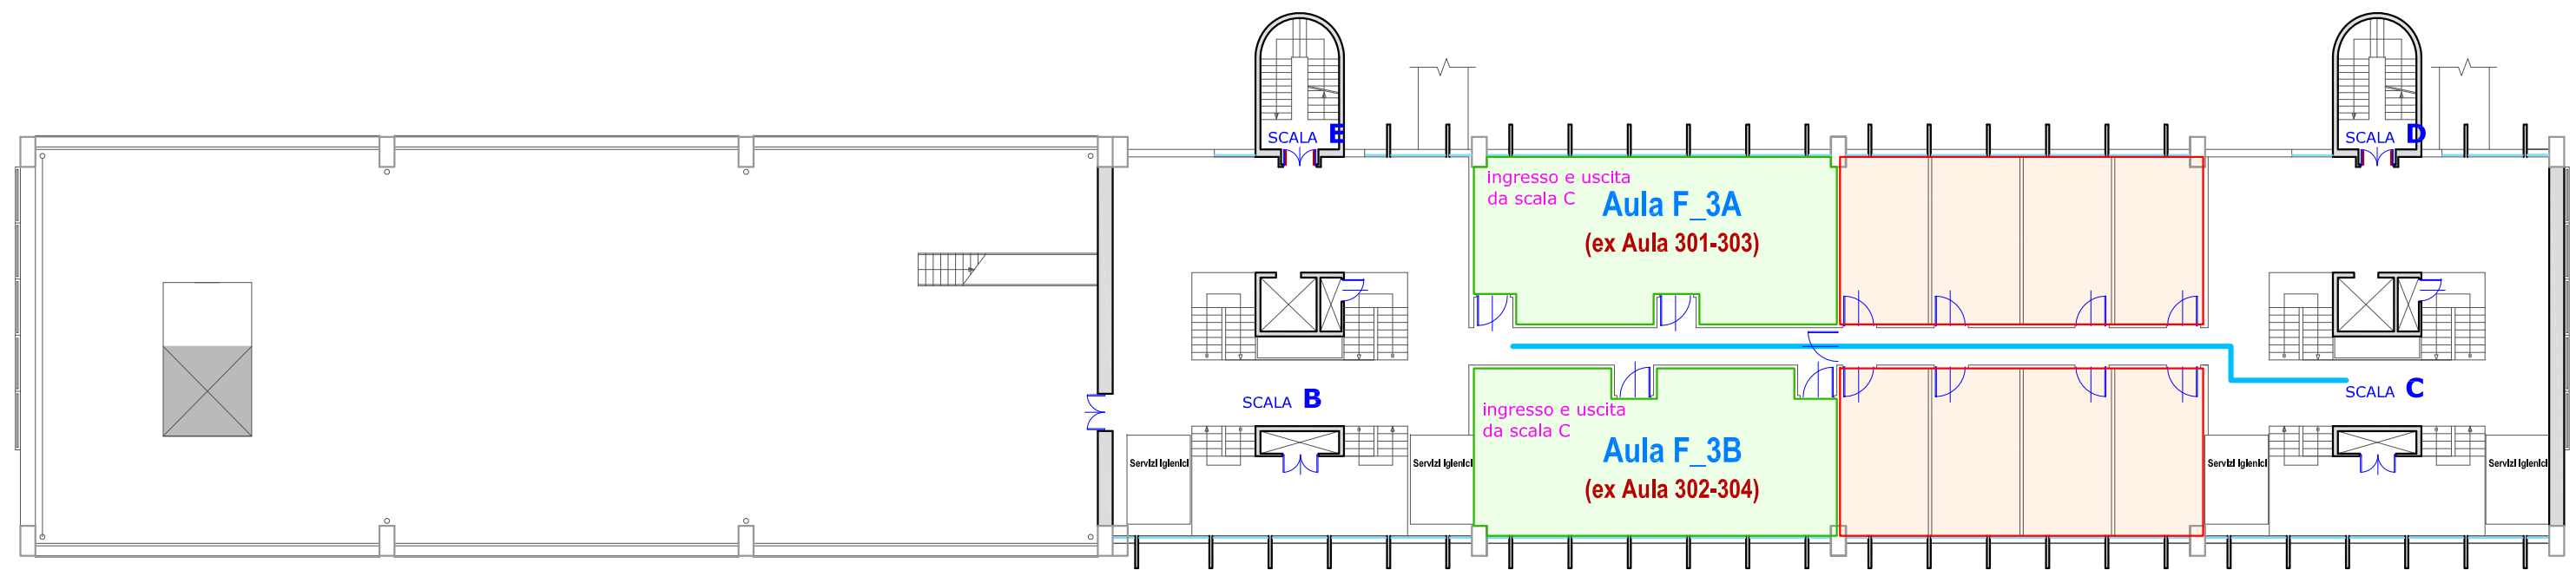 SCALA E
SCALA D
ingresso e uscita
da scala C
Aula F_3A
(ex Aula 301-303)
SCALA B
SCALA C
ingresso e uscita
da scala C
Aula F_3B
(ex Aula 302-304)
Servizi Igienici
Servizi Igienici
Servizi Igienici
Servizi Igienici